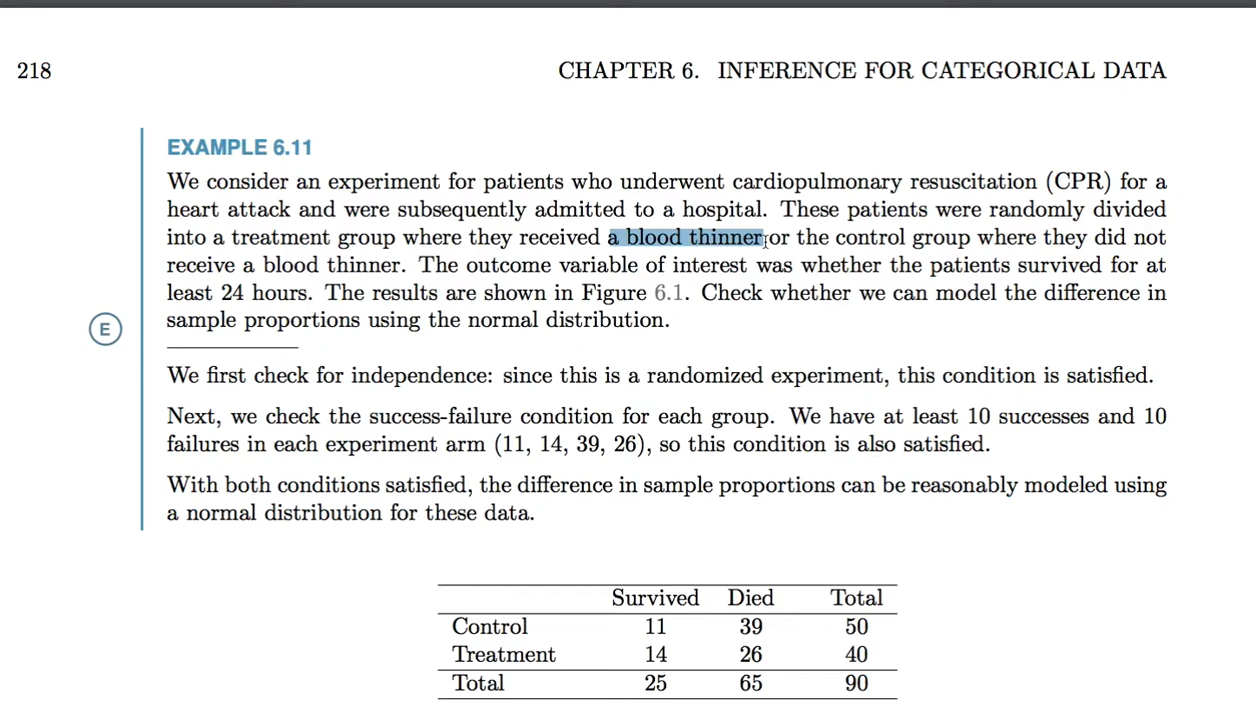 218
CHAPTER 6. INFERENCE FOR CATEGORICAL DATA
EXAMPLE 6.11
We consider an experiment for patients who underwent cardiopulmonary resuscitation (CPR) for a
heart attack and were subsequently admitted to a hospital. These patients were randomly divided
into a treatment group where they received a blood thinner or the control group where they did not
receive a blood thinner. The outcome variable of interest was whether the patients survived for at
least 24 hours. The results are shown in Figure 6.1. Check whether we can model the difference in
sample proportions using the normal distribution.
E
We first check for independence: since this is a randomized experiment, this condition is satisfied.
Next, we check the success-failure condition for each group. We have at least 10 successes and 10
failures in each experiment arm (11, 14, 39, 26), so this condition is also satisfied.
With both conditions satisfied, the difference in sample proportions can be reasonably modeled using
a normal distribution for these data.
Survived Died Total
Control 11 39 50
Treatment 14 26 40
Total 25 65 90